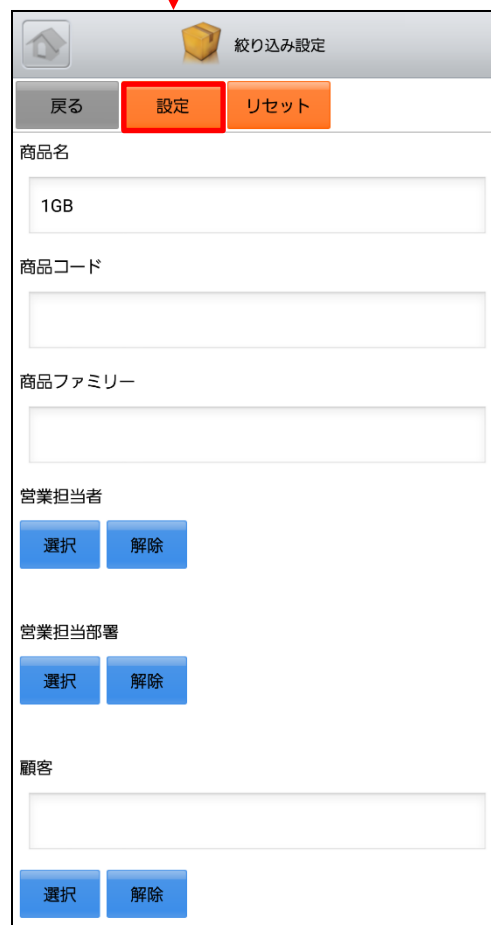 絞り込み設定
戻る 設定 リセット
商品名
1GB
商品コード
商品ファミリー
営業担当者
選択 解除
営業担当部署
選択 解除
顧客
選択 解除